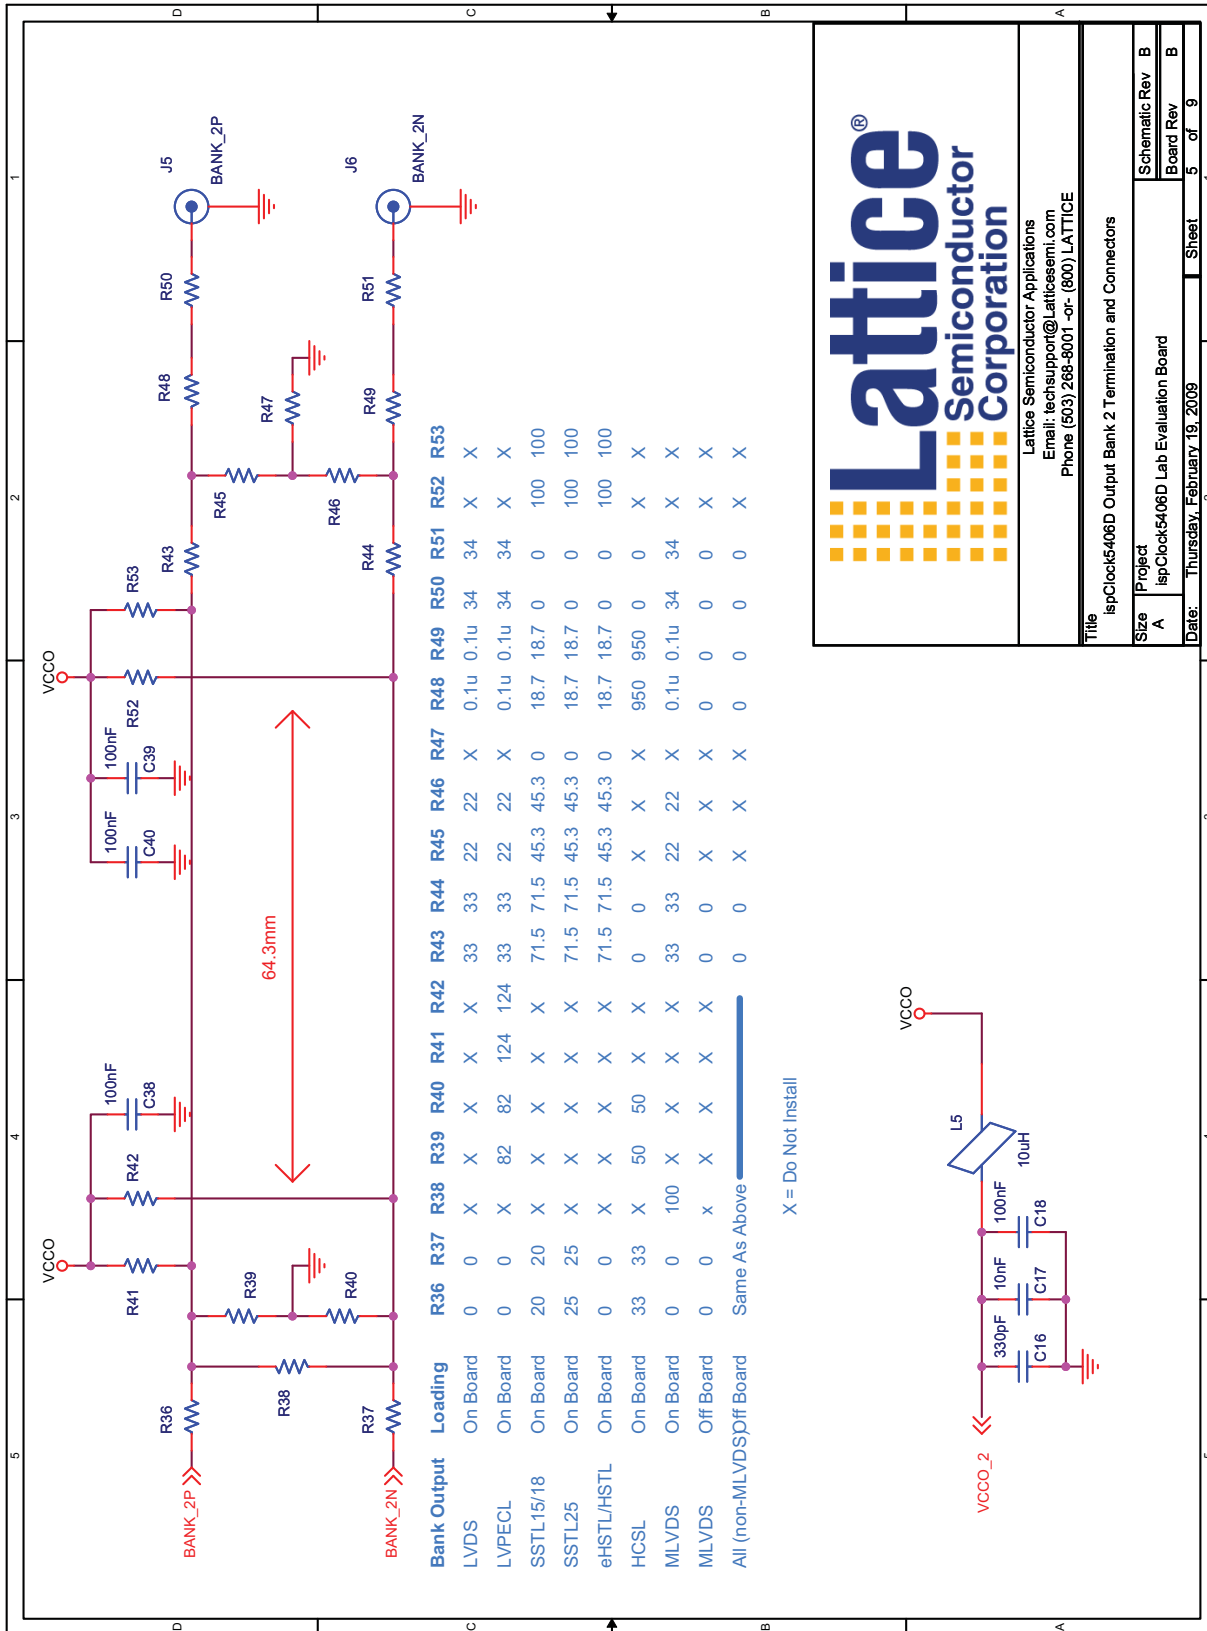 5 4 3 2 1
D
C
B
A
D
C
B
A
VCCO
VCCO
100nF
C38
100nF
C40
100nF
C39
R41
R42
R52
R53
BANK_2P
R36
R39
R38
R40
64.3mm
R43
R45
R48
R50
J5
BANK_2P
R47
BANK_2N
R37
R44
R46
R49
R51
J6
BANK_2N
Bank Output Loading R36 R37 R38 R39 R40 R41 R42 R43 R44 R45 R46 R47 R48 R49 R50 R51 R52 R53
LVDS On Board 0 0 X X X X X 33 33 22 22 X 0.1u 0.1u 34 34 X X
LVPECL On Board 0 0 X 82 82 124 124 33 33 22 22 X 0.1u 0.1u 34 34 X X
SSTL15/18 On Board 20 20 X X X X X 71.5 71.5 45.3 45.3 0 18.7 18.7 0 0 100 100
SSTL25 On Board 25 25 X X X X X 71.5 71.5 45.3 45.3 0 18.7 18.7 0 0 100 100
eHSTL/HSTL On Board 0 0 X X X X X 71.5 71.5 45.3 45.3 0 18.7 18.7 0 0 100 100
HCSL On Board 33 33 X 50 50 X X 0 0 X X X 950 950 0 0 X X
MLVDS On Board 0 0 100 X X X X 33 33 22 22 X 0.1u 0.1u 34 34 X X
MLVDS Off Board 0 0 x X X X X 0 0 X X X 0 0 0 0 X X
All (non-MLVDS)Off Board Same As Above 0 0 X X X 0 0 0 0 X X
X = Do Not Install
VCCO_2
330pF
C16
10nF
C17
100nF
C18
L5
10uH
VCCO
Lattice®
Semiconductor
Corporation
Lattice Semiconductor Applications
Email: techsupport@Latticesemi.com
Phone (503) 268-8001 -or- (800) LATTICE
Title
ispClock5406D Output Bank 2 Termination and Connectors
Size Project Schematic Rev B
A ispClock5406D Lab Evaluation Board Board Rev B
Date: Thursday, February 19, 2009 Sheet 5 of 9